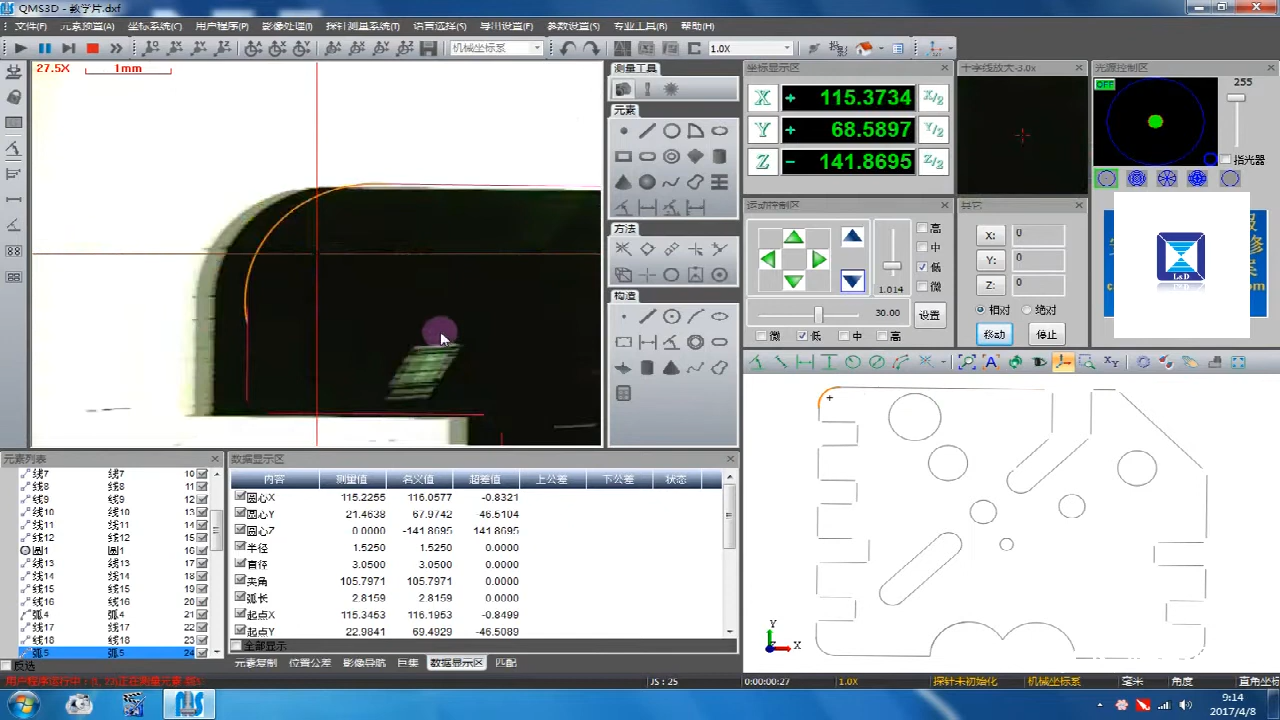 QMS3D - 教学片.dxf
文件(F) 元素预置(A) 坐标系统(C) 用户程序(P) 影像处理(I) 探针测量系统(T) 语言选择(S) 导出设置(F) 参数设置(S) 专业工具(B) 帮助(H)
机械坐标系 1.0X
27.5X 1mm
测量工具
元素
方法
构造
坐标显示区
X + 115.3734 X/2
Y + 68.5897 Y/2
Z - 141.8695 Z/2
十字线放大-3.0x
光源控制区
OFF 255
指光器
运动控制区
高
中
低
微
1.014
30.00 设置
微 低 中 高
其它
X: 0
Y: 0
Z: 0
相对 绝对
移动 停止
L&D
元素列表
线7 线7 10
线8 线8 11
线9 线9 12
线10 线10 13
线11 线11 14
线12 线12 15
圆1 圆1 16
线13 线13 17
线14 线14 18
线15 线15 19
线16 线16 20
弧4 弧4 21
线17 线17 22
线18 线18 23
弧5 弧5 24
反选
数据显示区
内容 测量值 名义值 超差值 上公差 下公差 状态
圆心X 115.2255 116.0577 -0.8321
圆心Y 21.4638 67.9742 46.5104
圆心Z 0.0000 -141.8695 141.8695
半径 1.5250 1.5250 0.0000
直径 3.0500 3.0500 0.0000
夹角 105.7971 105.7971 0.0000
弧长 2.8159 2.8159 0.0000
起点X 115.3453 116.1953 -0.8499
起点Y 22.9841 69.4929 -46.5089
全部显示
元素复制 位置公差 影像导航 巨集 数据显示区 匹配
Y
Z X
JS : 25 0:00:00:27 1.0X 探针未初始化 机械坐标系 毫米 角度 直角坐标
9:14
2017/4/8